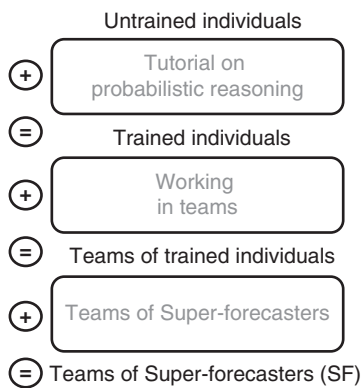 Untrained individuals
+
Tutorial on
probabilistic reasoning
=
Trained individuals
+
Working
in teams
=
Teams of trained individuals
+
Teams of Super-forecasters
=
Teams of Super-forecasters (SF)